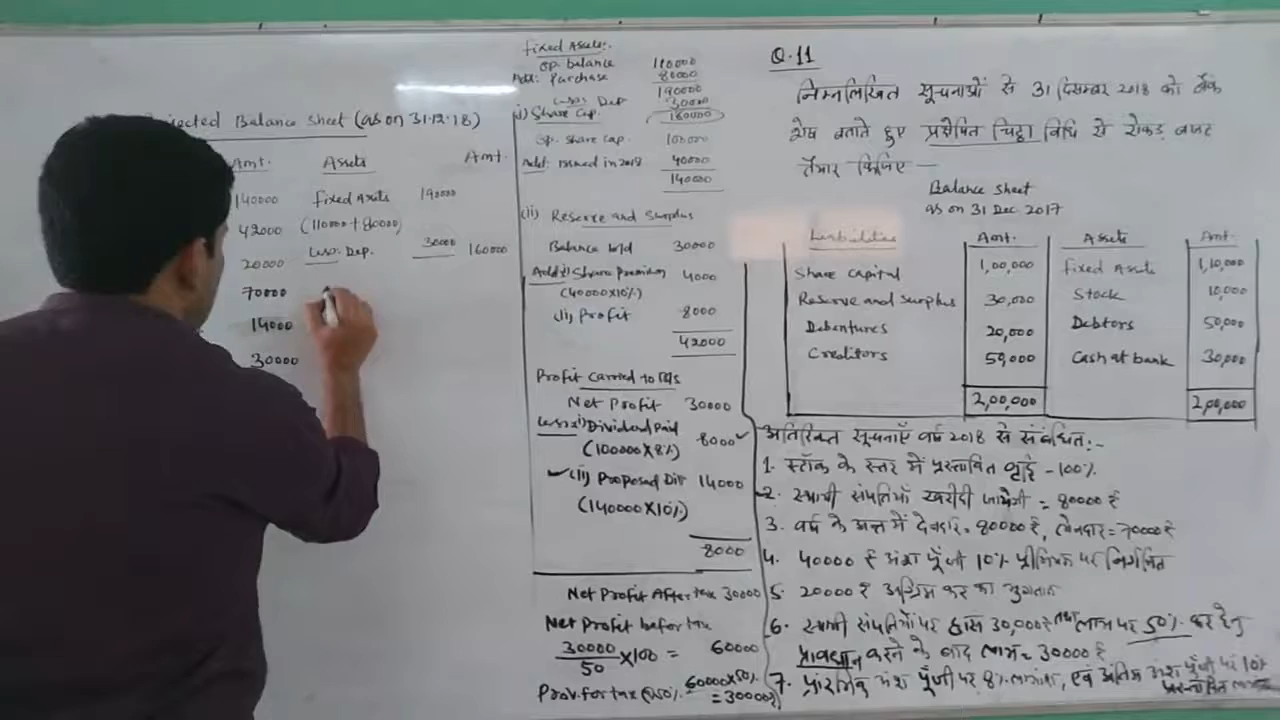 ojected Balance Sheet (as on 31.12.18)
Amt. Assets Amt.
140000 Fixed Assets 190000
42000 (110000+80000)
20000 Less: Dep. 30000 160000
70000
14000
30000
Fixed Assets:-
op. balance 110000
Add: Purchase 80000
190000
Less: Dep 30000
160000
i) Share Cap.
op. share cap. 100000
Add: Issued in 2018 40000
140000
(ii) Reserve and Surplus
Balance b/d 30000
Add: i) Share Premium 4000
(40000x10%)
(ii) Profit 8000
42000
Profit Carried to B/s
Net Profit 30000
Less: i) Dividend Paid 8000
(100000x8%)
(ii) Proposed Div 14000
(140000x10%)
8000
Net Profit After tax 30000
Net Profit before tax
30000/50 x100 = 60000
Prov. for tax (50%) 60000x50% = 30000
Q.11
निम्नलिखित सूचनाओं से 31 दिसम्बर 2018 को बैंक
शेष बताते हुए प्रक्षेपित चिट्ठा विधि से रोकड़ बजट
तैयार किजिए —
Balance Sheet
as on 31 Dec 2017
Liabilities Amt. Assets Amt.
Share Capital 1,00,000 Fixed Assets 1,10,000
Reserve and Surplus 30,000 Stock 10,000
Debentures 20,000 Debtors 50,000
Creditors 50,000 Cash at bank 30,000
2,00,000 2,00,000
अतिरिक्त सूचनाएँ वर्ष 2018 से संबंधित:-
1. स्टॉक के स्तर में प्रस्तावित वृद्धि - 100%
2. स्थायी संपतियाँ खरीदी जायेगी = 80000 ₹
3. वर्ष के अन्त में देनदार = 80000 ₹, लेनदार = 70000 ₹
4. 40000 ₹ अंश पूँजी 10% प्रीमियम पर निर्गमित
5. 20000 ₹ अग्रिम कर का भुगतान
6. स्थायी संपतियों पर ह्रास 30,000 ₹ तथा लाभ पर 50% कर हेतु
प्रावधान करने के बाद लाभ = 30000 ₹
7. प्रारंभिक अंश पूँजी पर 8% लाभांश, एवं अंतिम अंश पूँजी पर 10%
प्रस्तावित